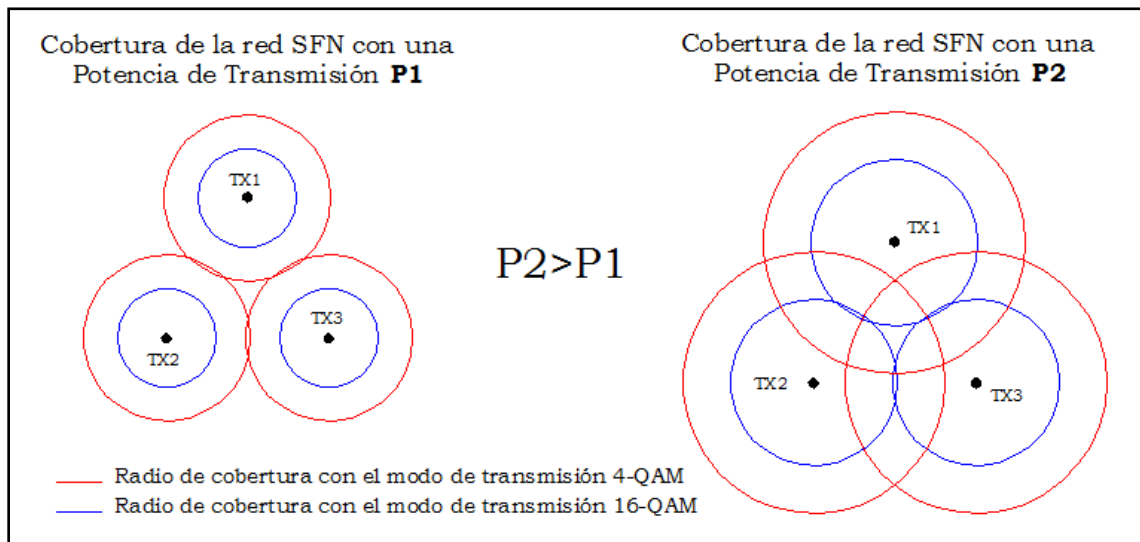 Cobertura de la red SFN con una
Potencia de Transmisión P1
TX1
TX2
TX3
P2>P1
Cobertura de la red SFN con una
Potencia de Transmisión P2
TX1
TX2
TX3
Radio de cobertura con el modo de transmisión 4-QAM
Radio de cobertura con el modo de transmisión 16-QAM